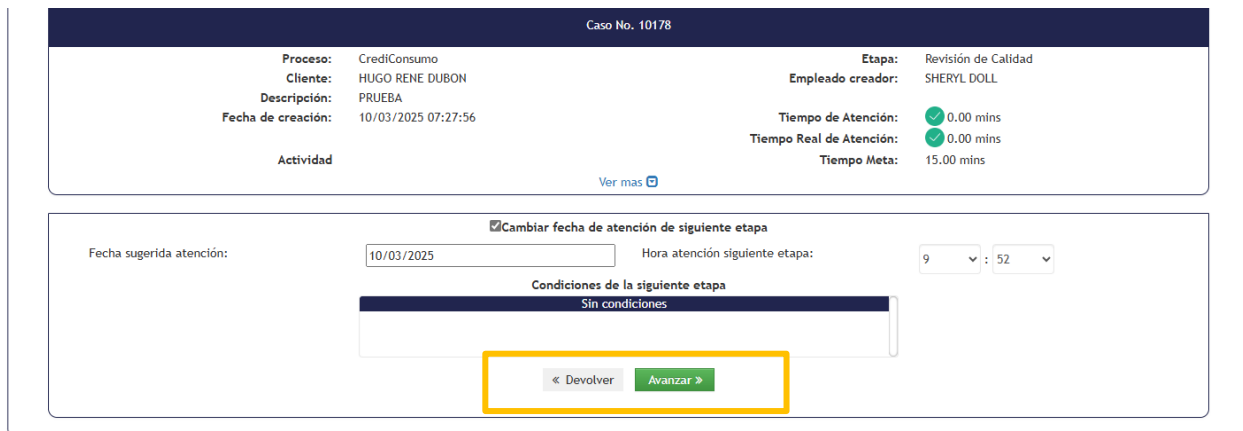 Caso No. 10178
Proceso: CrediConsumo Etapa: Revisión de Calidad
Cliente: HUGO RENE DUBON Empleado creador: SHERYL DOLL
Descripción: PRUEBA
Fecha de creación: 10/03/2025 07:27:56 Tiempo de Atención: 0.00 mins
Tiempo Real de Atención: 0.00 mins
Actividad Tiempo Meta: 15.00 mins
Ver mas
Cambiar fecha de atención de siguiente etapa
Fecha sugerida atención: 10/03/2025 Hora atención siguiente etapa: 9 : 52
Condiciones de la siguiente etapa
Sin condiciones
« Devolver Avanzar »